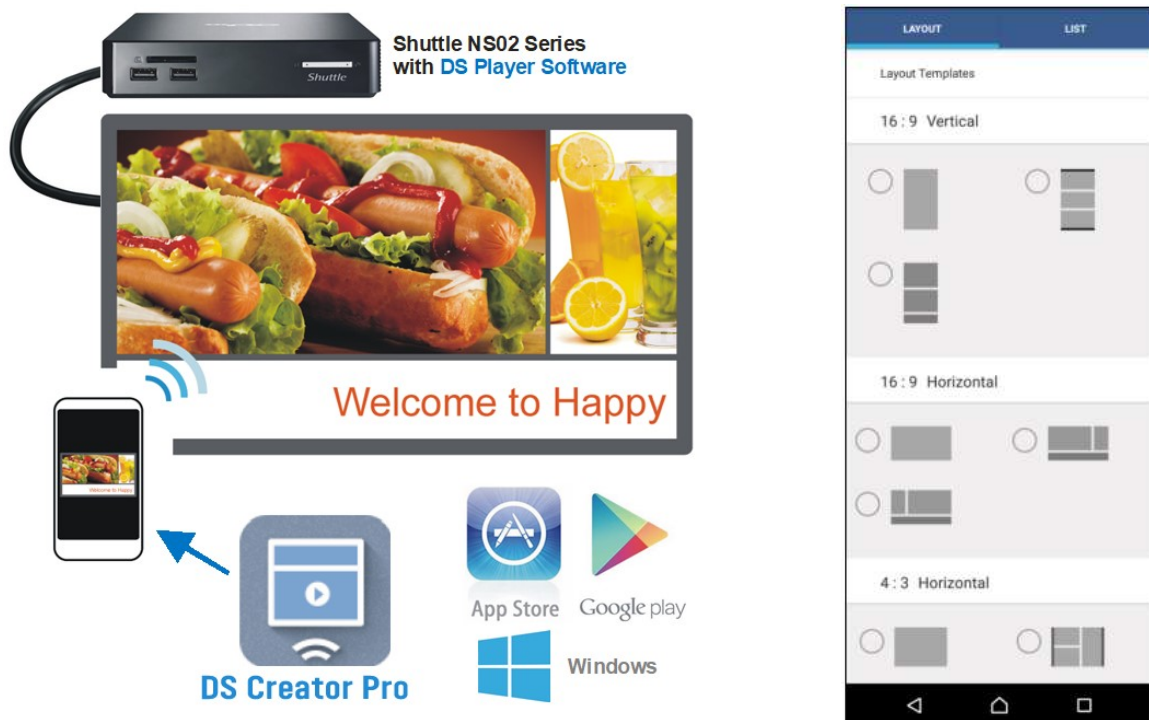 Shuttle NS02 Series
with DS Player Software
Shuttle
Welcome to Happy
Welcome to Happy
DS Creator Pro
App Store
Google play
Windows
LAYOUT
LIST
Layout Templates
16 : 9 Vertical
16 : 9 Horizontal
4 : 3 Horizontal